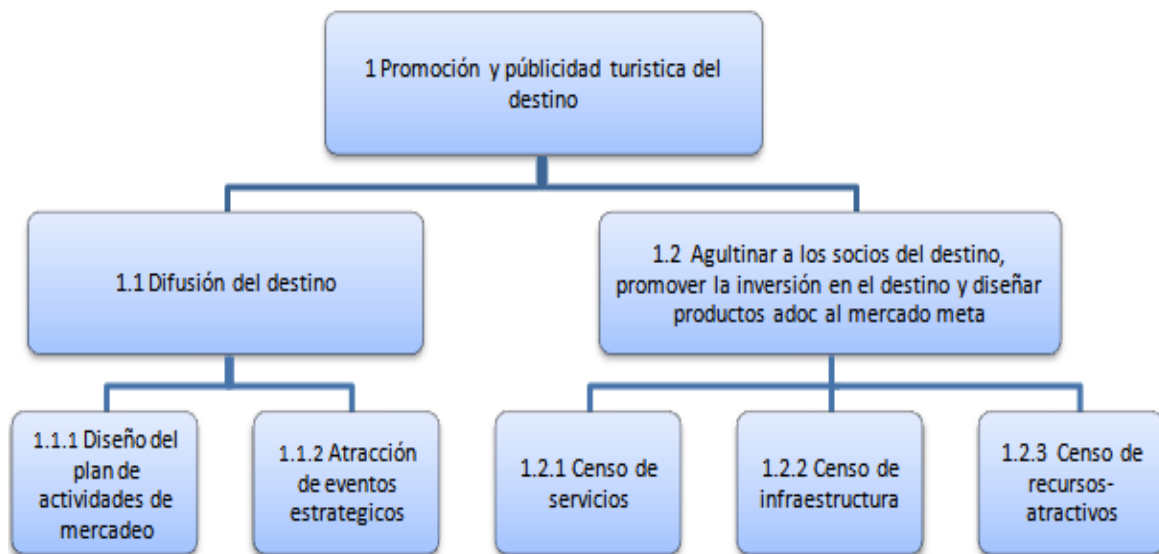 1 Promoción y públicidad turistica del
destino
1.1 Difusión del destino
1.2 Agultinar a los socios del destino,
promover la inversión en el destino y diseñar
productos adoc al mercado meta
1.1.1 Diseño del
plan de
actividades de
mercadeo
1.1.2 Atracción
de eventos
estrategicos
1.2.1 Censo de
servicios
1.2.2 Censo de
infraestructura
1.2.3 Censo de
recursos-
atractivos